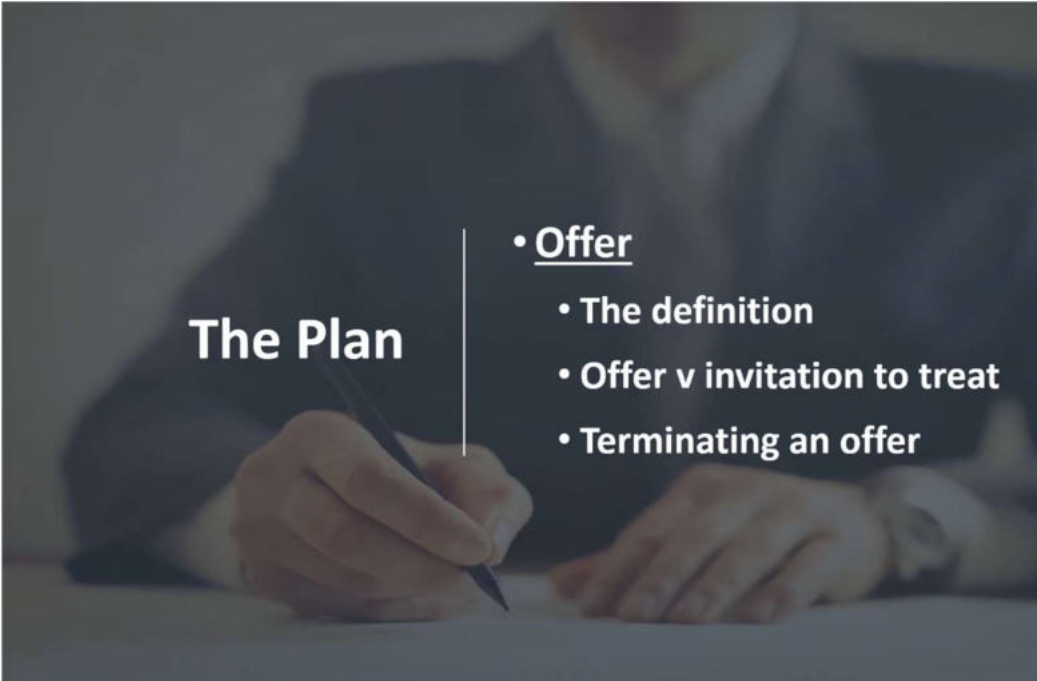 The Plan
• Offer
• The definition
• Offer v invitation to treat
• Terminating an offer